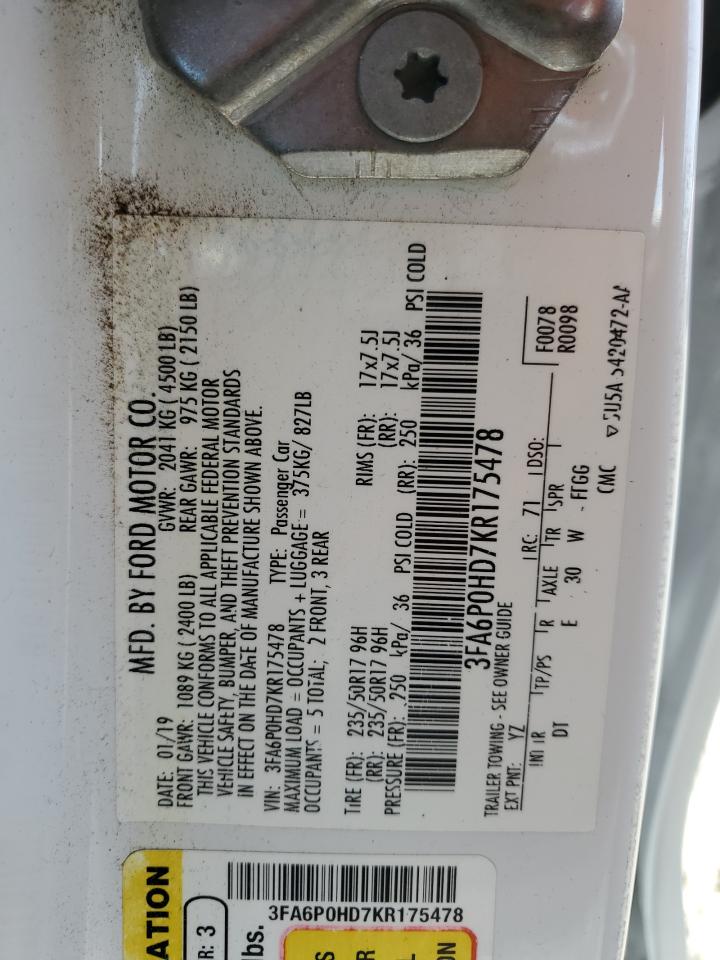 MFD. BY FORD MOTOR CO.
DATE: 01/19 GVWR: 2041 KG ( 4500 LB)
FRONT GAWR: 1089 KG ( 2400 LB) REAR GAWR: 975 KG ( 2150 LB)
THIS VEHICLE CONFORMS TO ALL APPLICABLE FEDERAL MOTOR
VEHICLE SAFETY, BUMPER, AND THEFT PREVENTION STANDARDS
IN EFFECT ON THE DATE OF MANUFACTURE SHOWN ABOVE.
VIN: 3FA6P0HD7KR175478 TYPE: Passenger Car
MAXIMUM LOAD = OCCUPANTS + LUGGAGE = 375KG/ 827LB
OCCUPANTS = 5 TOTAL; 2 FRONT, 3 REAR
TIRE (FR): 235/50R17 96H RIMS (FR): 17x7.5J
(RR): 235/50R17 96H (RR): 17x7.5J
PRESSURE (FR): 250 kPa/ 36 PSI COLD (RR): 250 kPa/ 36 PSI COLD
3FA6P0HD7KR175478
TRAILER TOWING - SEE OWNER GUIDE F0078
EXT PNT: YZ RC: 71 DSO: R0098
INT TR TP/PS R AXLE TR SPR
DT E 30 W - FTGG
CMC 5420472-AA
ATION
R: 3
lbs.
3FA6P0HD7KR175478
S
R
L
ON